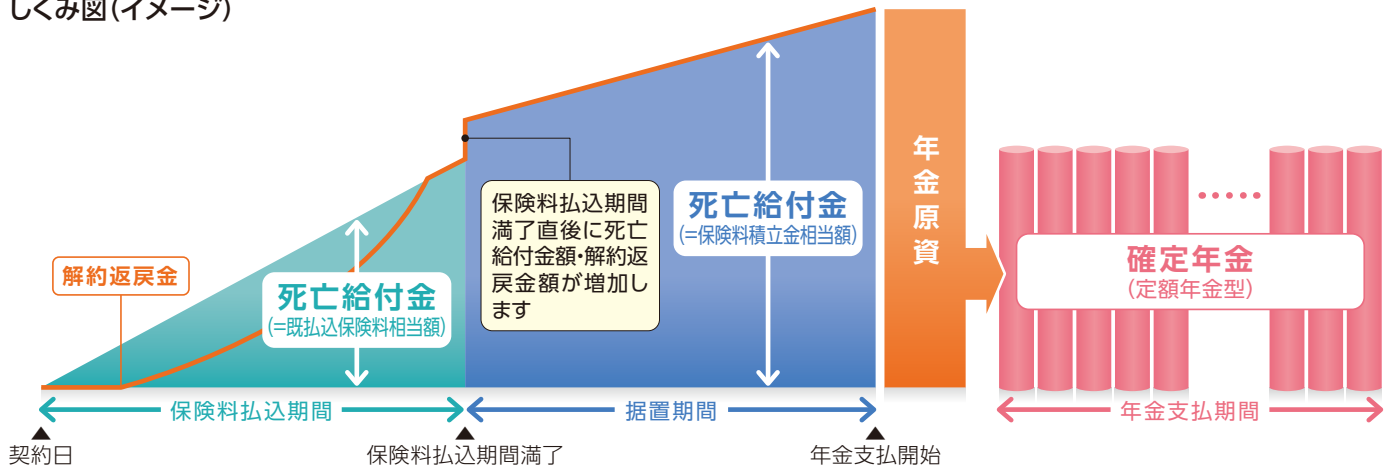 しくみ図(イメージ)
解約返戻金
死亡給付金
(=既払込保険料相当額)
保険料払込期間
満了直後に死亡
給付金額・解約返
戻金額が増加し
ます
死亡給付金
(=保険料積立金相当額)
年金原資
確定年金
(定額年金型)
保険料払込期間
据置期間
年金支払期間
契約日
保険料払込期間満了
年金支払開始